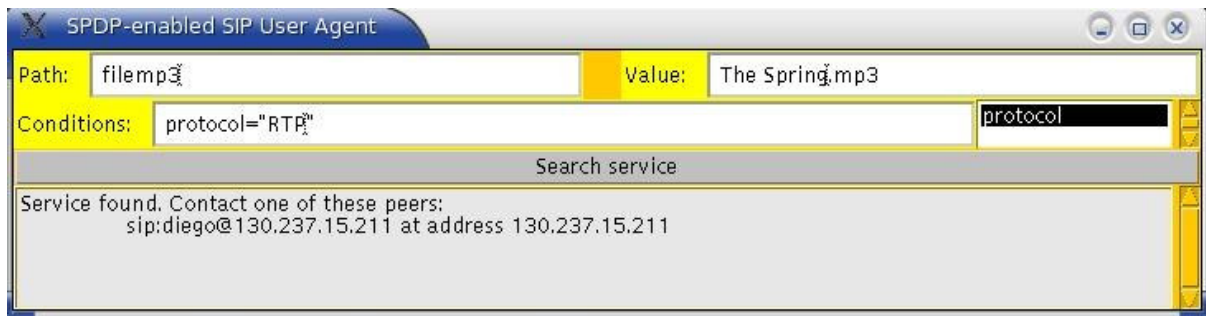 SPDP-enabled SIP User Agent
Path: filemp3 Value: The Spring.mp3
Conditions: protocol="RTP" protocol
Search service
Service found. Contact one of these peers:
sip:diego@130.237.15.211 at address 130.237.15.211